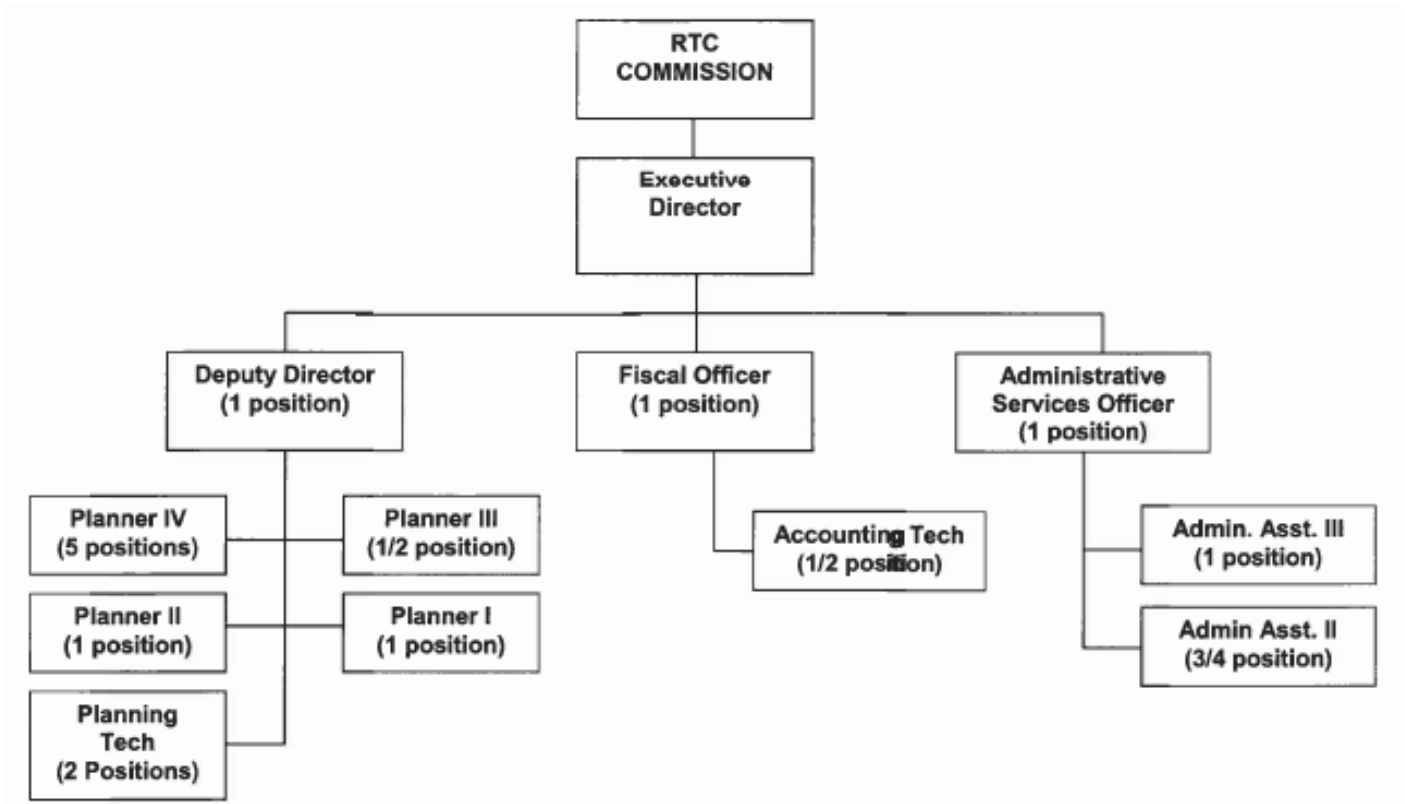 RTC
COMMISSION
Executive
Director
Deputy Director
(1 position)
Fiscal Officer
(1 position)
Administrative
Services Officer
(1 position)
Planner IV
(5 positions)
Planner III
(1/2 position)
Accounting Tech
(1/2 position)
Admin. Asst. III
(1 position)
Planner II
(1 position)
Planner I
(1 position)
Admin Asst. II
(3/4 position)
Planning
Tech
(2 Positions)